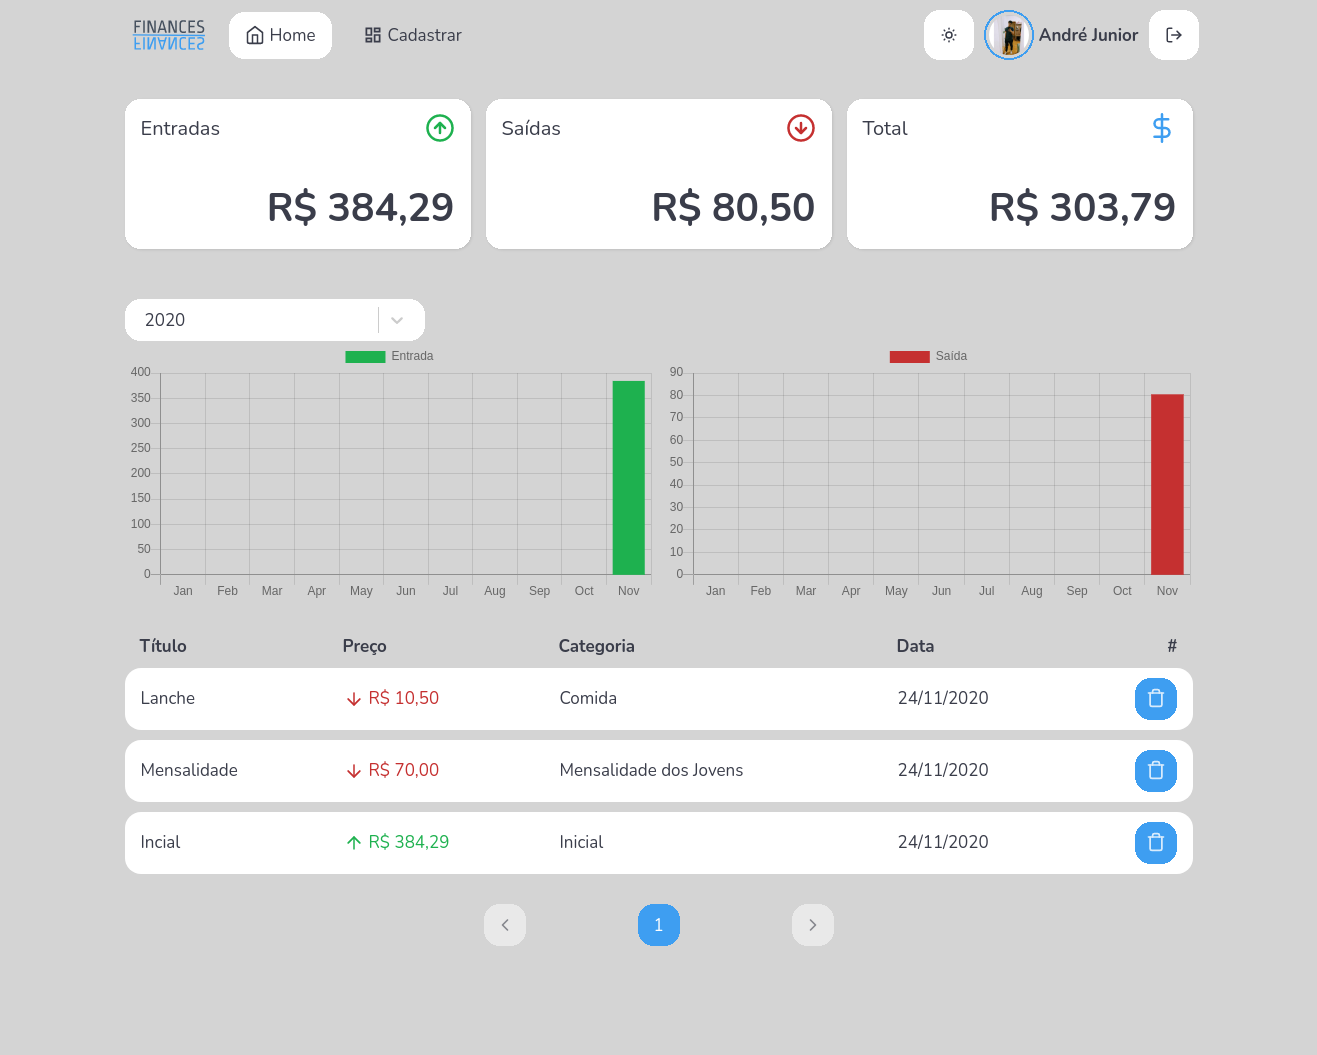 FINANCES
FINANCES
Home
Cadastrar
André Junior
Entradas
R$ 384,29
Saídas
R$ 80,50
Total
R$ 303,79
2020
Entrada
400
350
300
250
200
150
100
50
0
Jan Feb Mar Apr May Jun Jul Aug Sep Oct Nov
Saída
90
80
70
60
50
40
30
20
10
0
Jan Feb Mar Apr May Jun Jul Aug Sep Oct Nov
Título Preço Categoria Data #
Lanche R$ 10,50 Comida 24/11/2020
Mensalidade R$ 70,00 Mensalidade dos Jovens 24/11/2020
Incial R$ 384,29 Inicial 24/11/2020
1